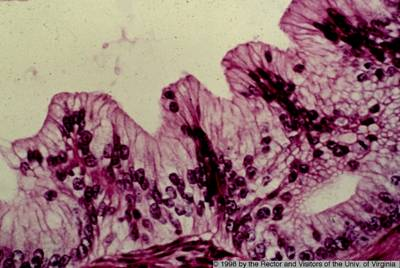 © 1996 by the Rector and Visitors of the Univ. of Virginia